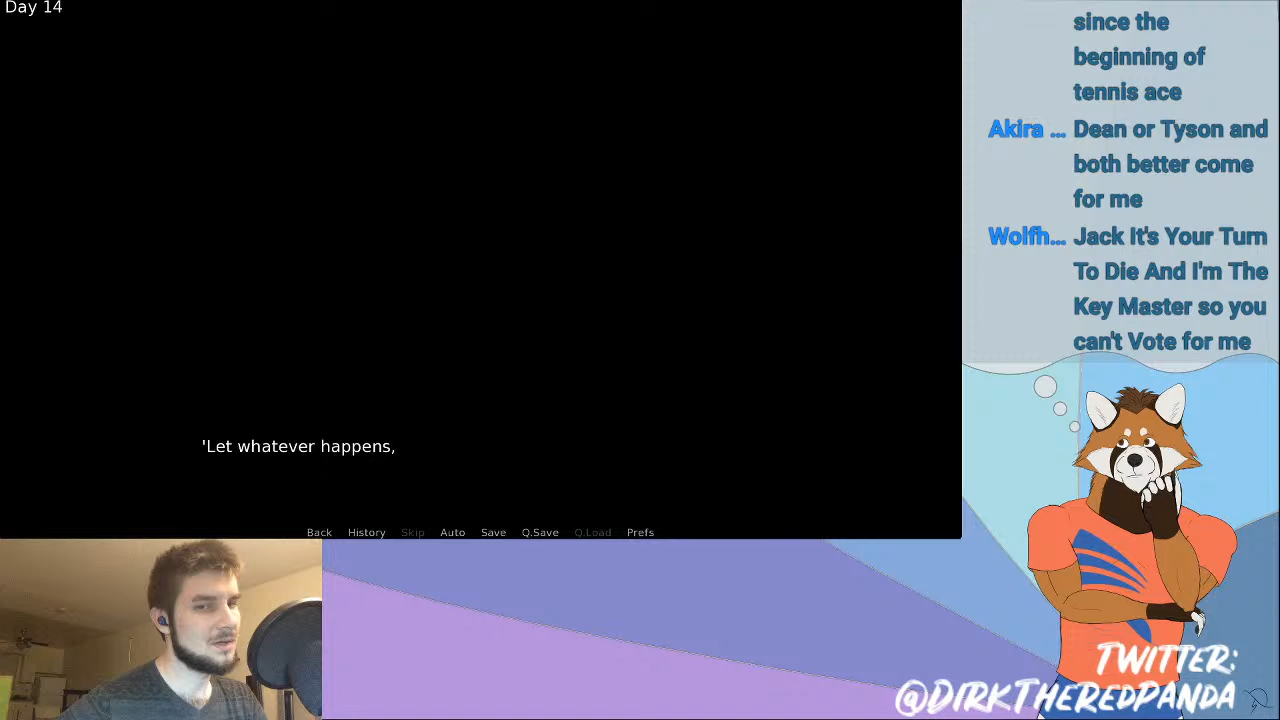 Day 14
'Let whatever happens,
Back History Skip Auto Save Q.Save Q.Load Prefs
since the
beginning of
tennis ace
Akira ... Dean or Tyson and
both better come
for me
Wolfh... Jack It's Your Turn
To Die And I'm The
Key Master so you
can't Vote for me
TWITTER:
@DIRKTHEREDPANDA